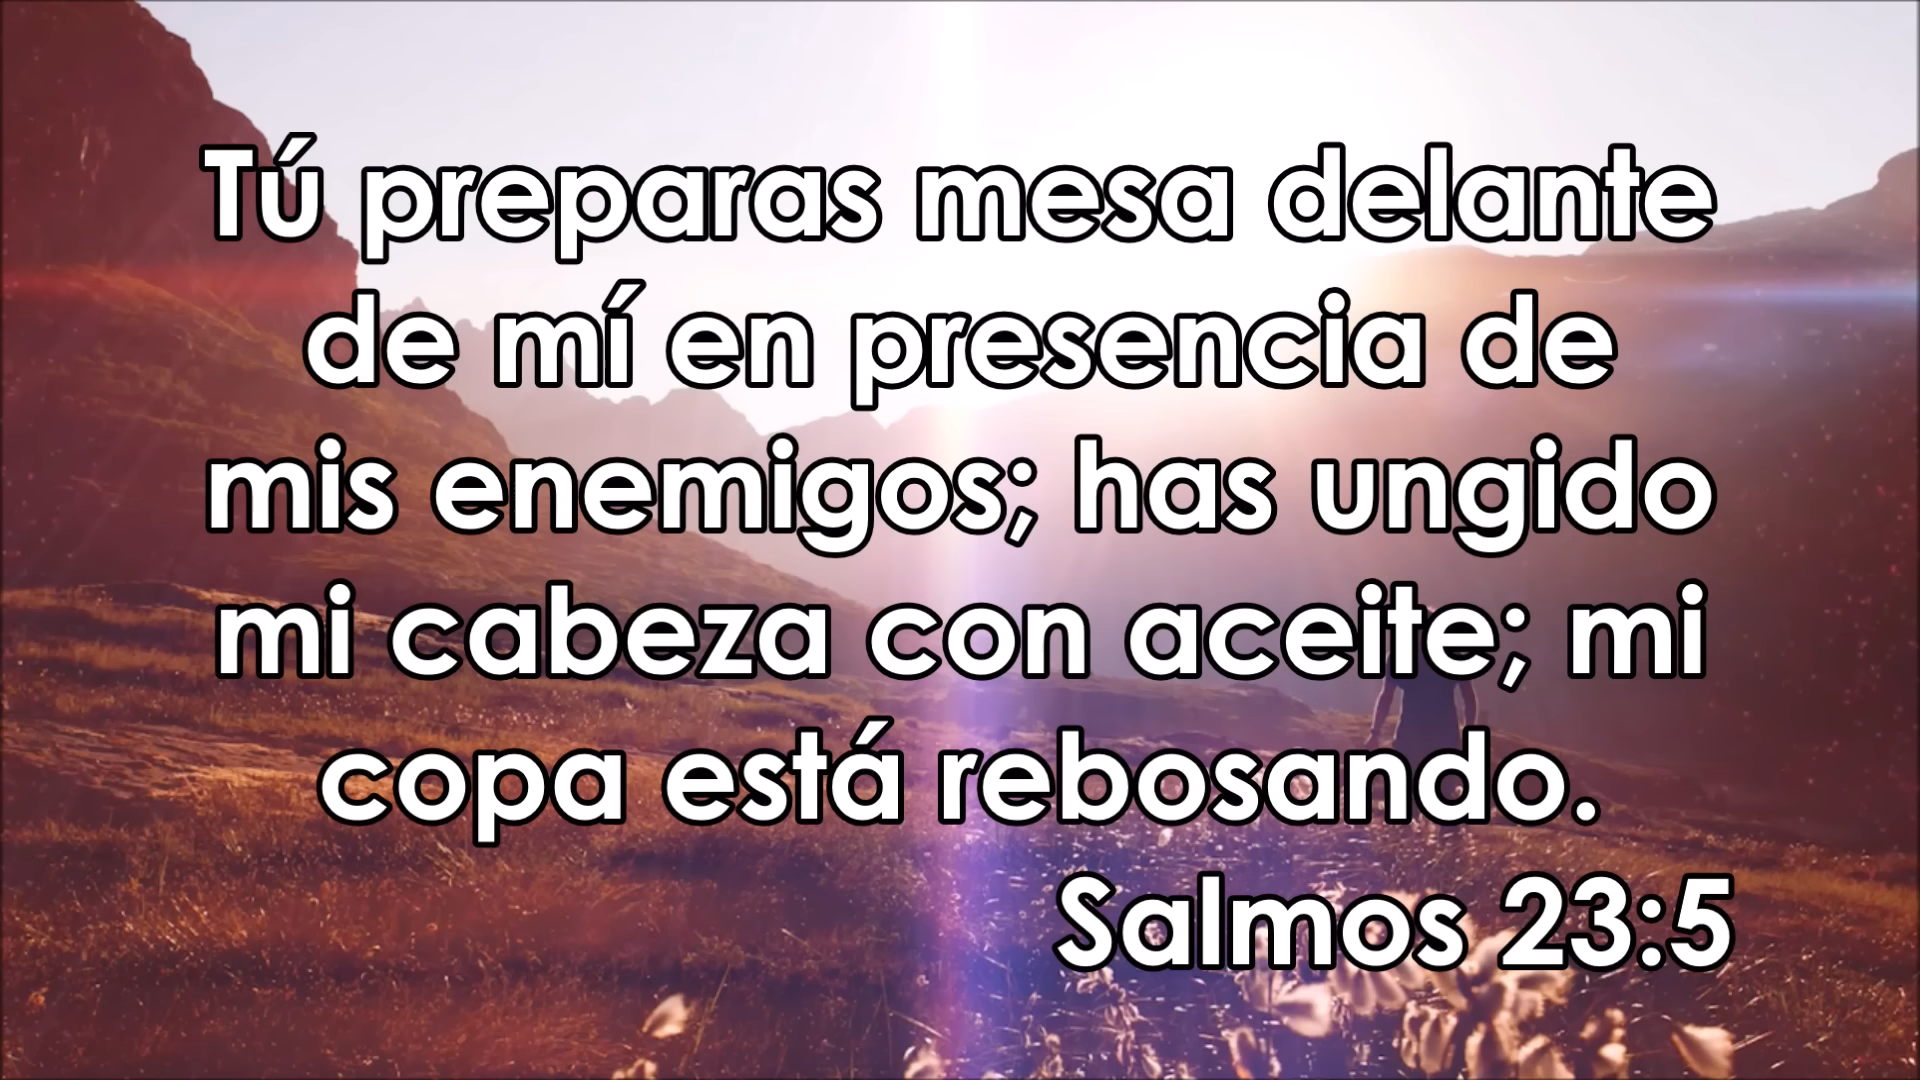 Tú preparas mesa delante
de mí en presencia de
mis enemigos; has ungido
mi cabeza con aceite; mi
copa está rebosando.
Salmos 23:5